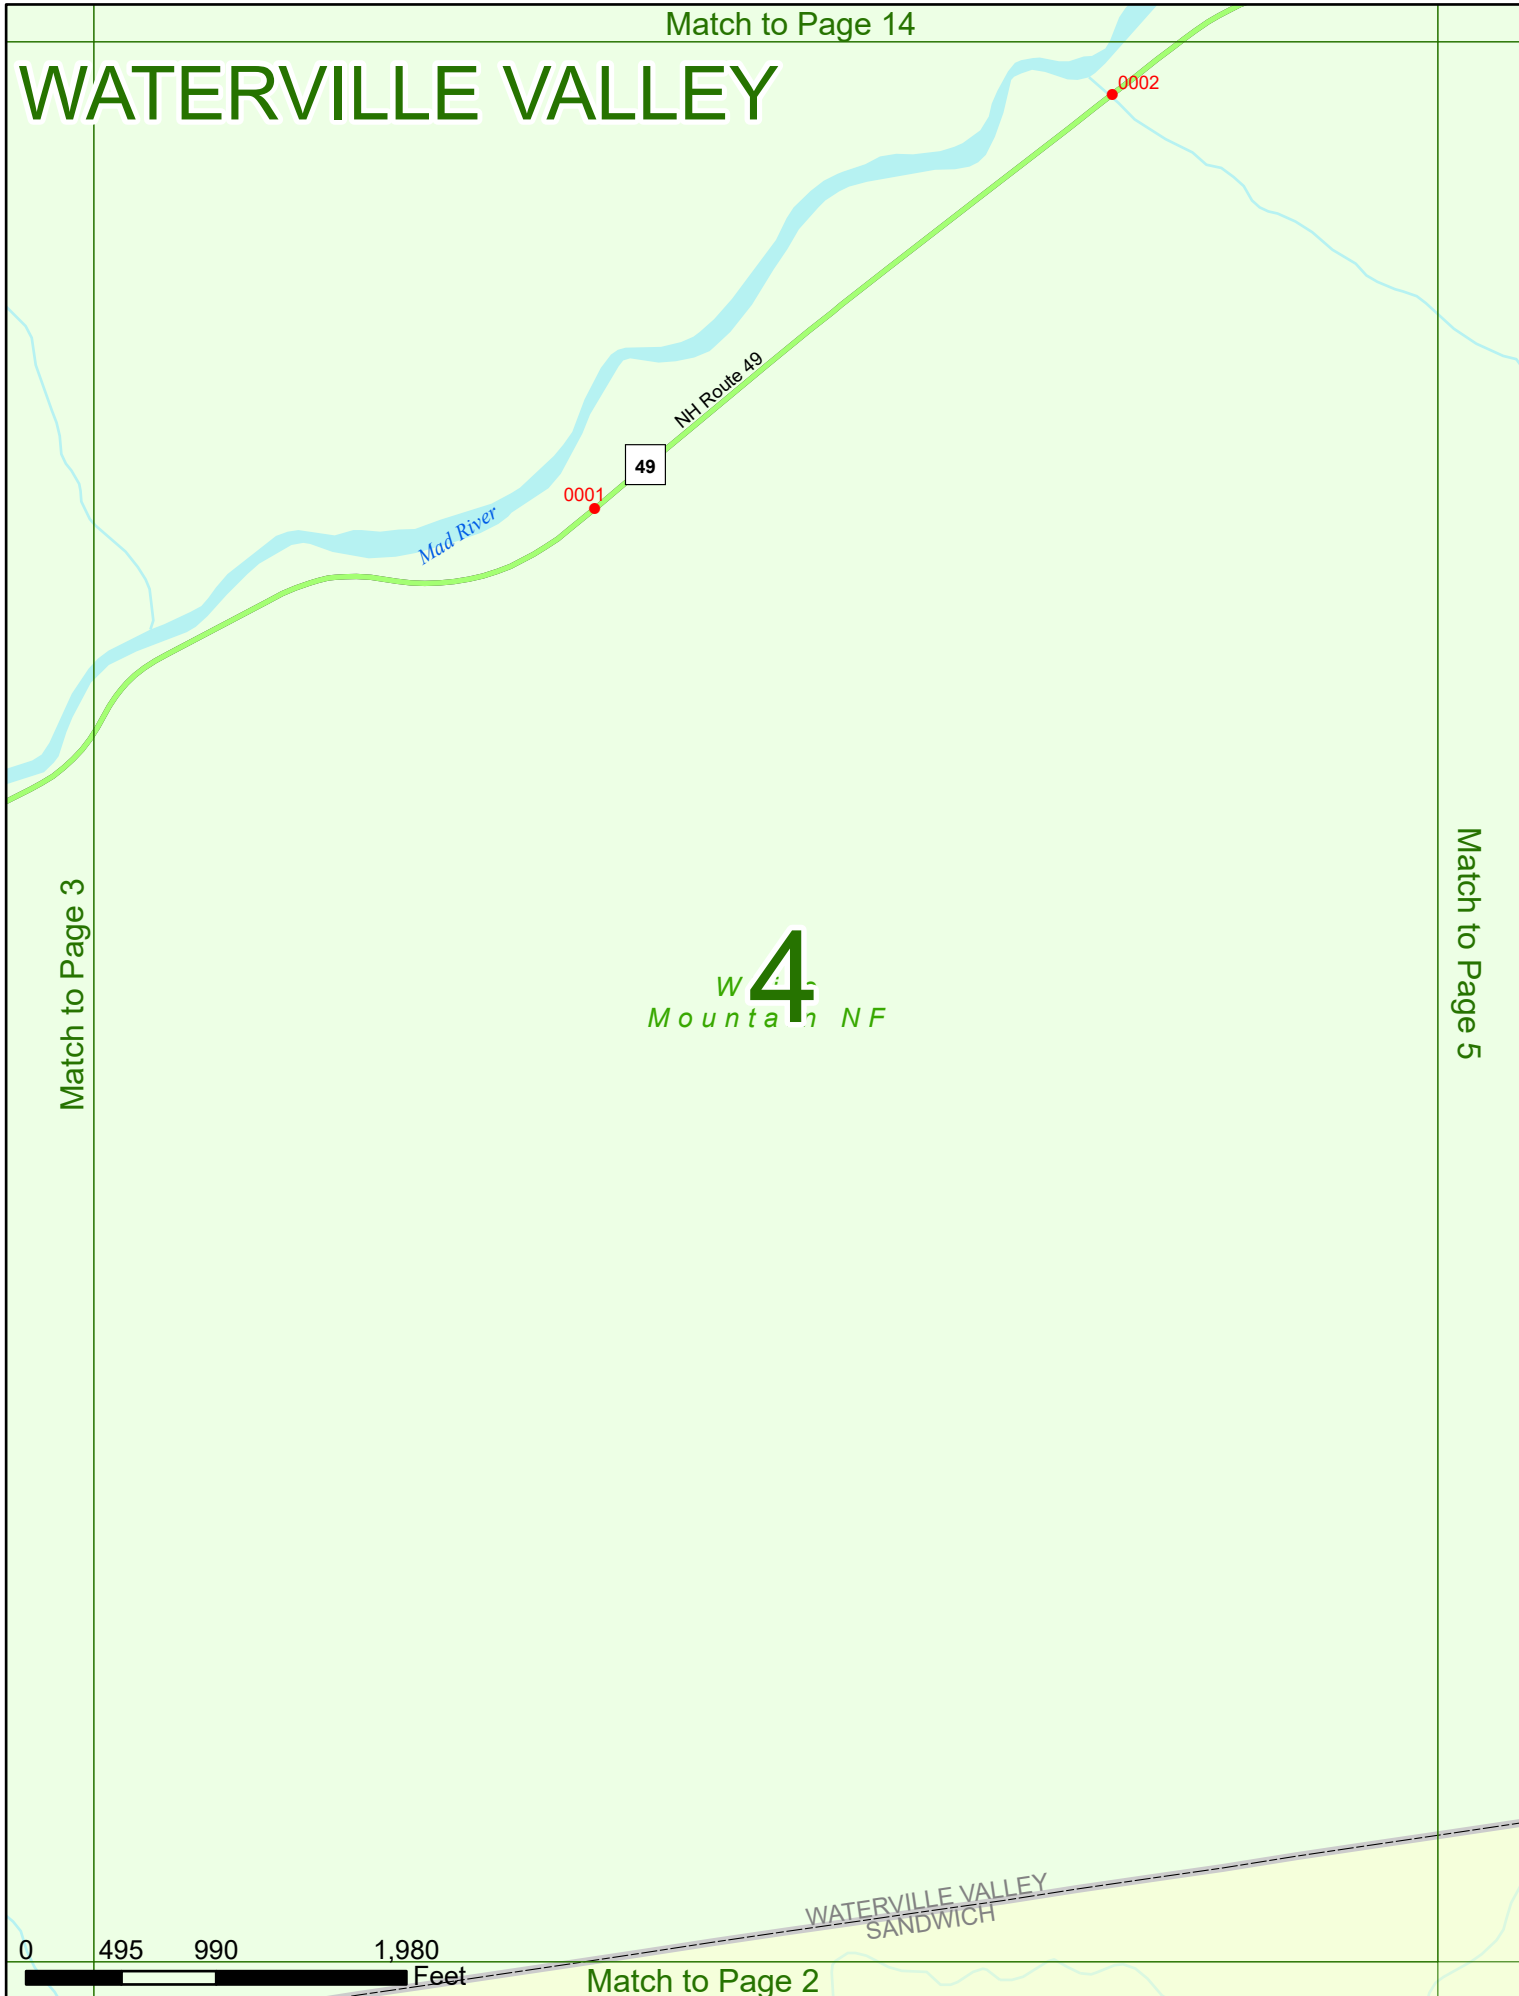 Match to Page 14
WATERVILLE VALLEY
0002
NH Route 49
49
0001
Mad River
Match to Page 3
Match to Page 5
4
Mountain NF
WATERVILLE VALLEY
SANDWICH
0 495 990 1,980
Feet
Match to Page 2